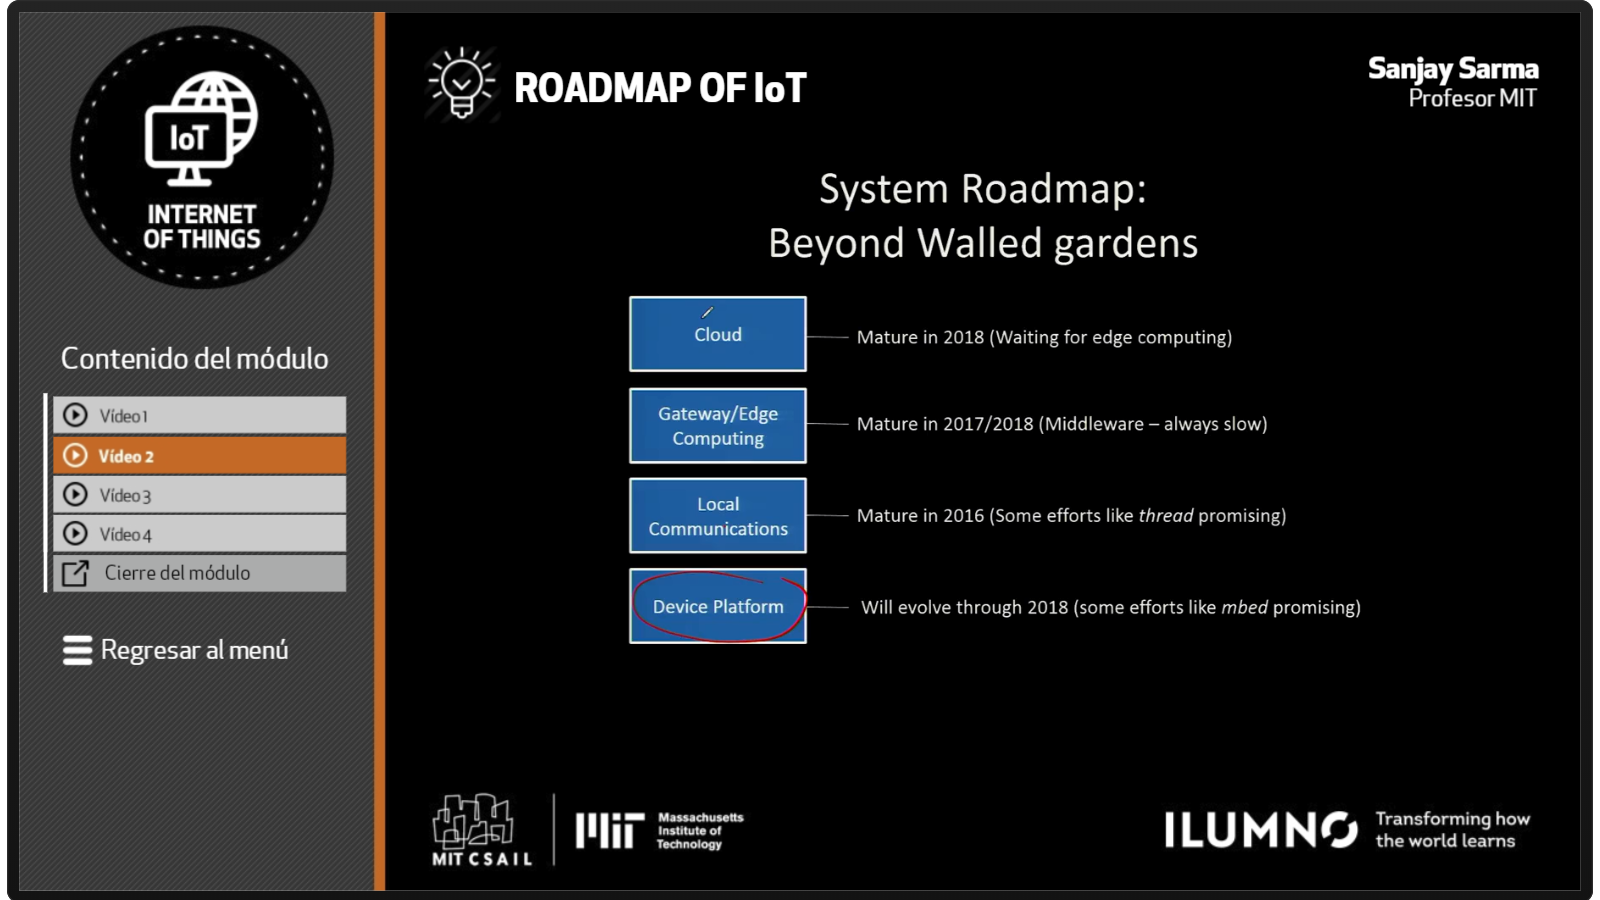 IoT
INTERNET
OF THINGS
Contenido del módulo
Vídeo 1
Vídeo 2
Vídeo 3
Vídeo 4
Cierre del módulo
Regresar al menú
ROADMAP OF IoT
Sanjay Sarma
Profesor MIT
System Roadmap:
Beyond Walled gardens
Cloud
Mature in 2018 (Waiting for edge computing)
Gateway/Edge
Computing
Mature in 2017/2018 (Middleware – always slow)
Local
Communications
Mature in 2016 (Some efforts like thread promising)
Device Platform
Will evolve through 2018 (some efforts like mbed promising)
MIT CSAIL
MIT
Massachusetts
Institute of
Technology
ILUMNO
Transforming how
the world learns